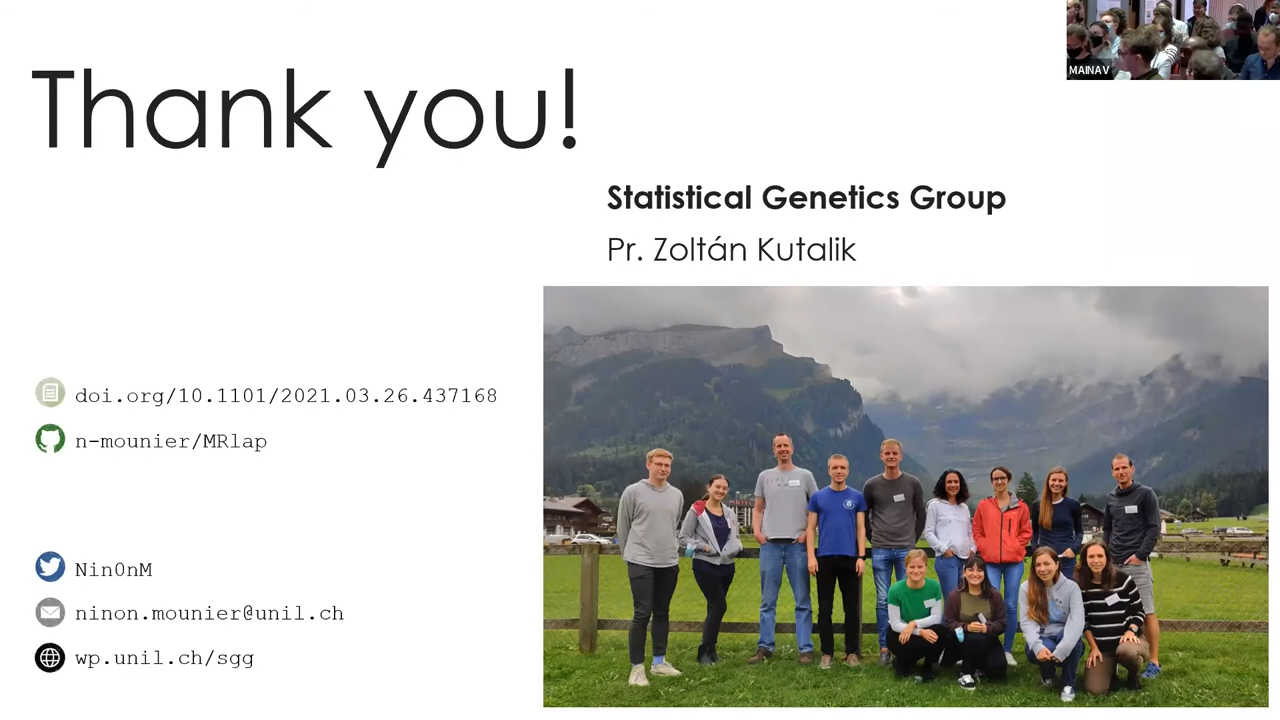 MAINAV
Thank you!
Statistical Genetics Group
Pr. Zoltán Kutalik
doi.org/10.1101/2021.03.26.437168
n-mounier/MRlap
Nin0nM
ninon.mounier@unil.ch
wp.unil.ch/sgg